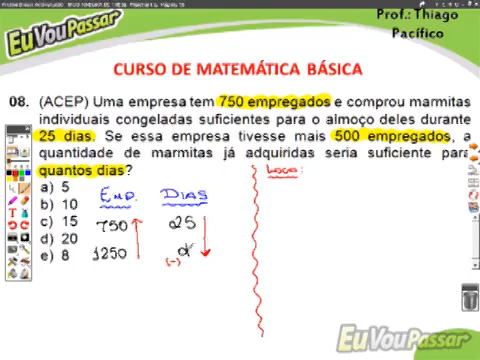 Prof.: Thiago
Pacífico
EuVouPassar
CURSO DE MATEMÁTICA BÁSICA
08. (ACEP) Uma empresa tem 750 empregados e comprou marmitas
individuais congeladas suficientes para o almoço deles durante
25 dias. Se essa empresa tivesse mais 500 empregados, a
quantidade de marmitas já adquiridas seria suficiente para
quantos dias?
a) 5
b) 10
c) 15
d) 20
e) 8
EMP. DIAS
750 25
1250 d
(-)
LOGO:
EuVouPassar